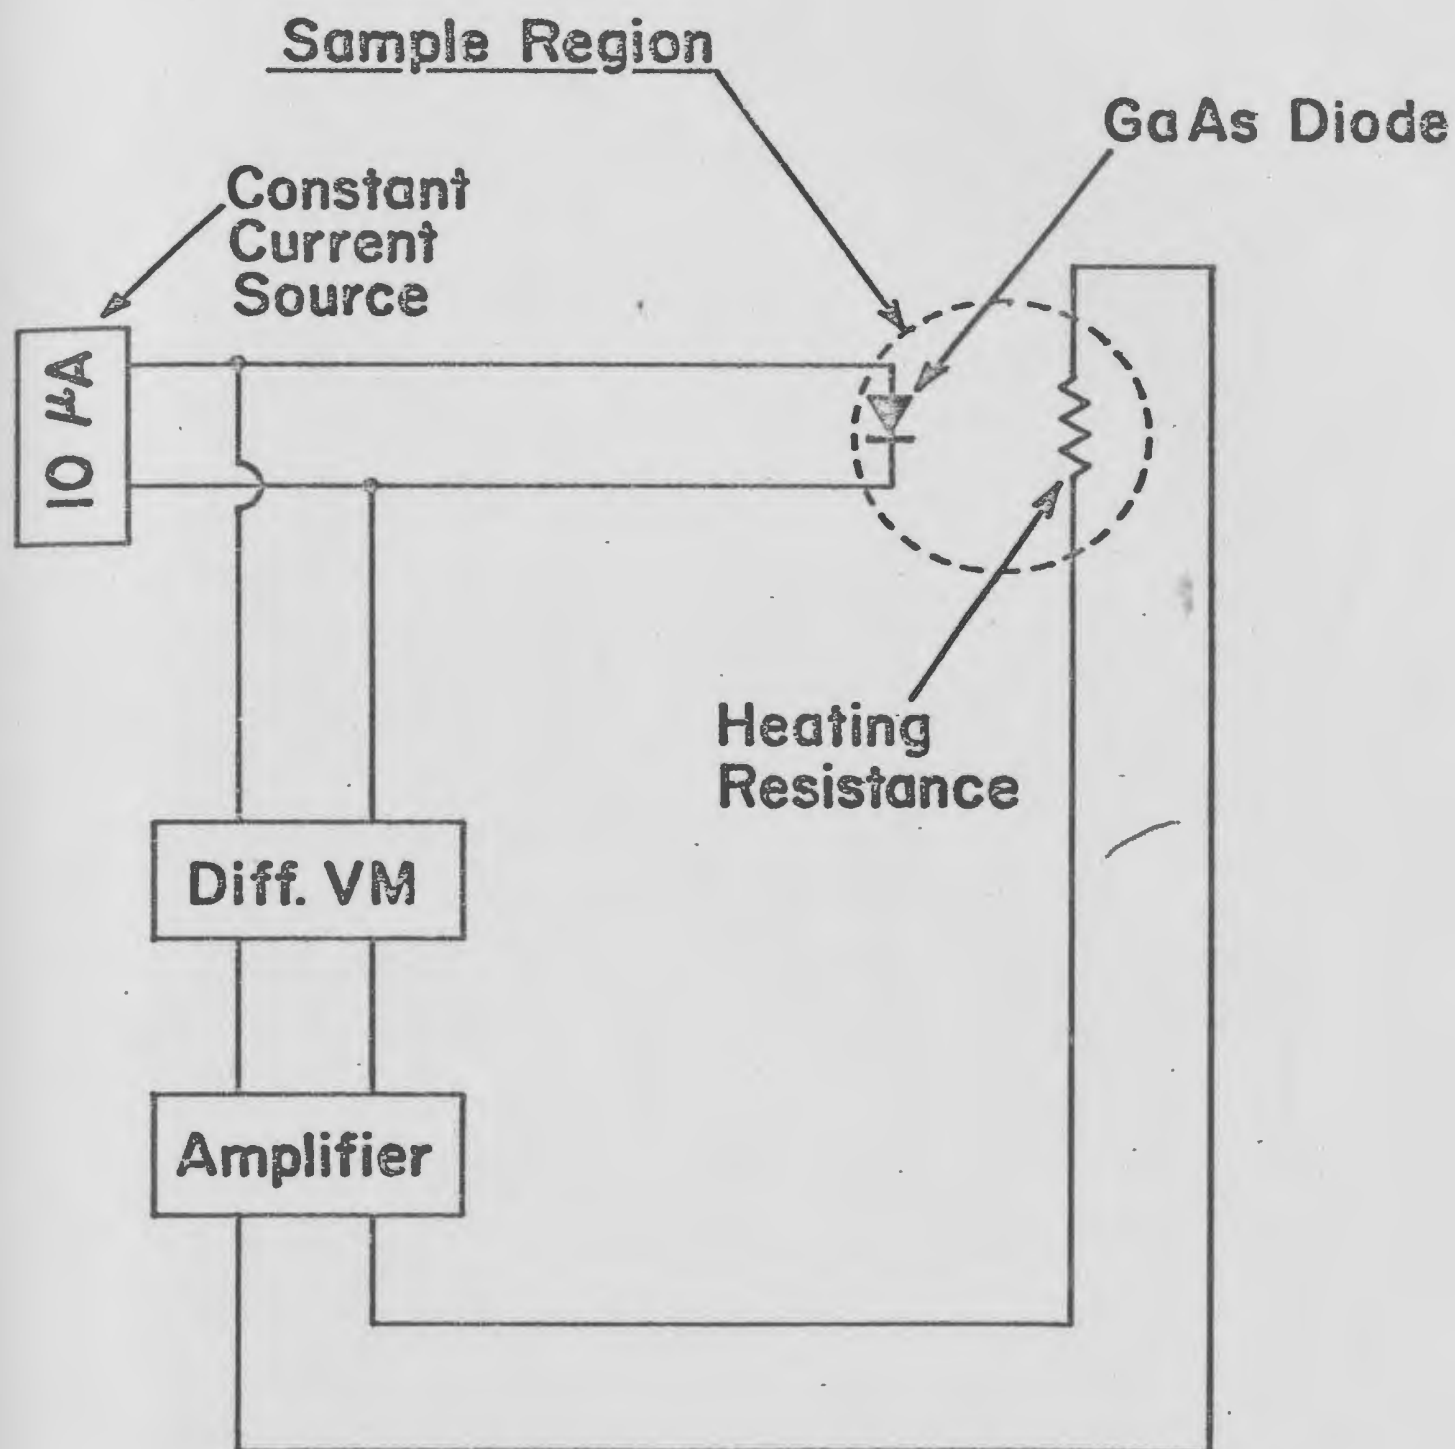 Sample Region
GaAs Diode
Constant
Current
Source
10 μA
Heating
Resistance
Diff. VM
Amplifier